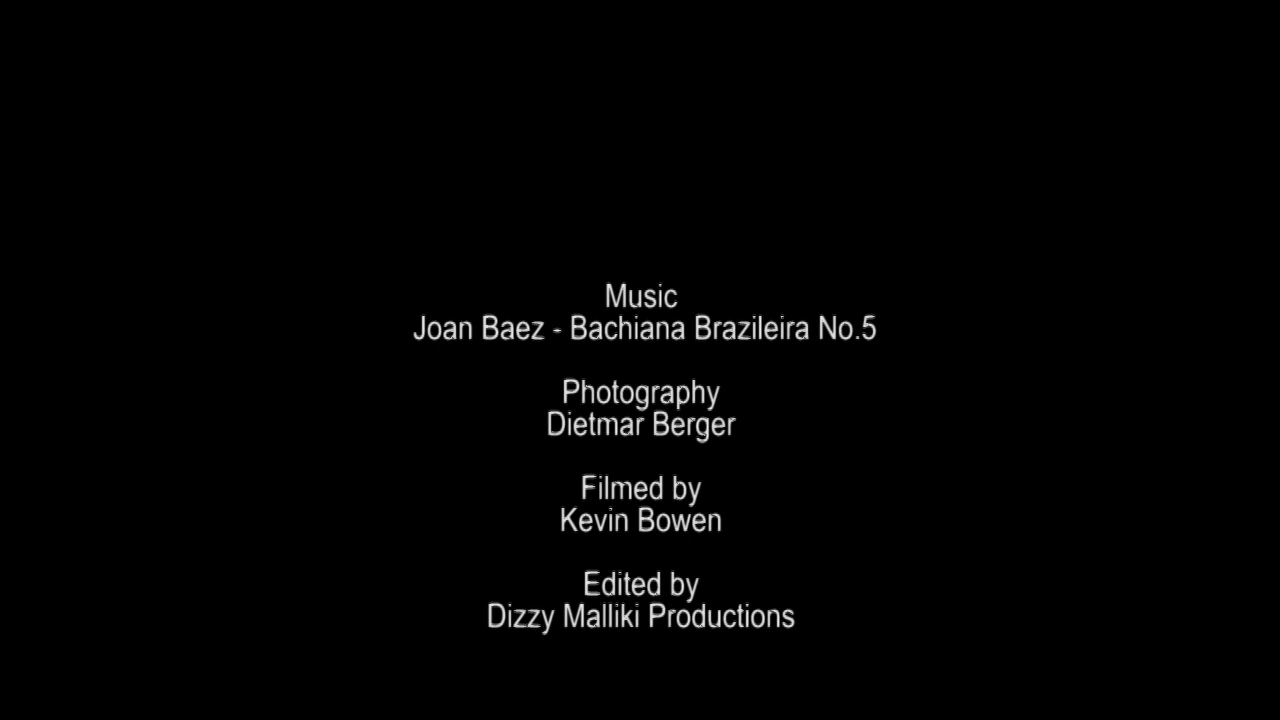 Music
Joan Baez - Bachiana Brazileira No.5
Photography
Dietmar Berger
Filmed by
Kevin Bowen
Edited by
Dizzy Malliki Productions